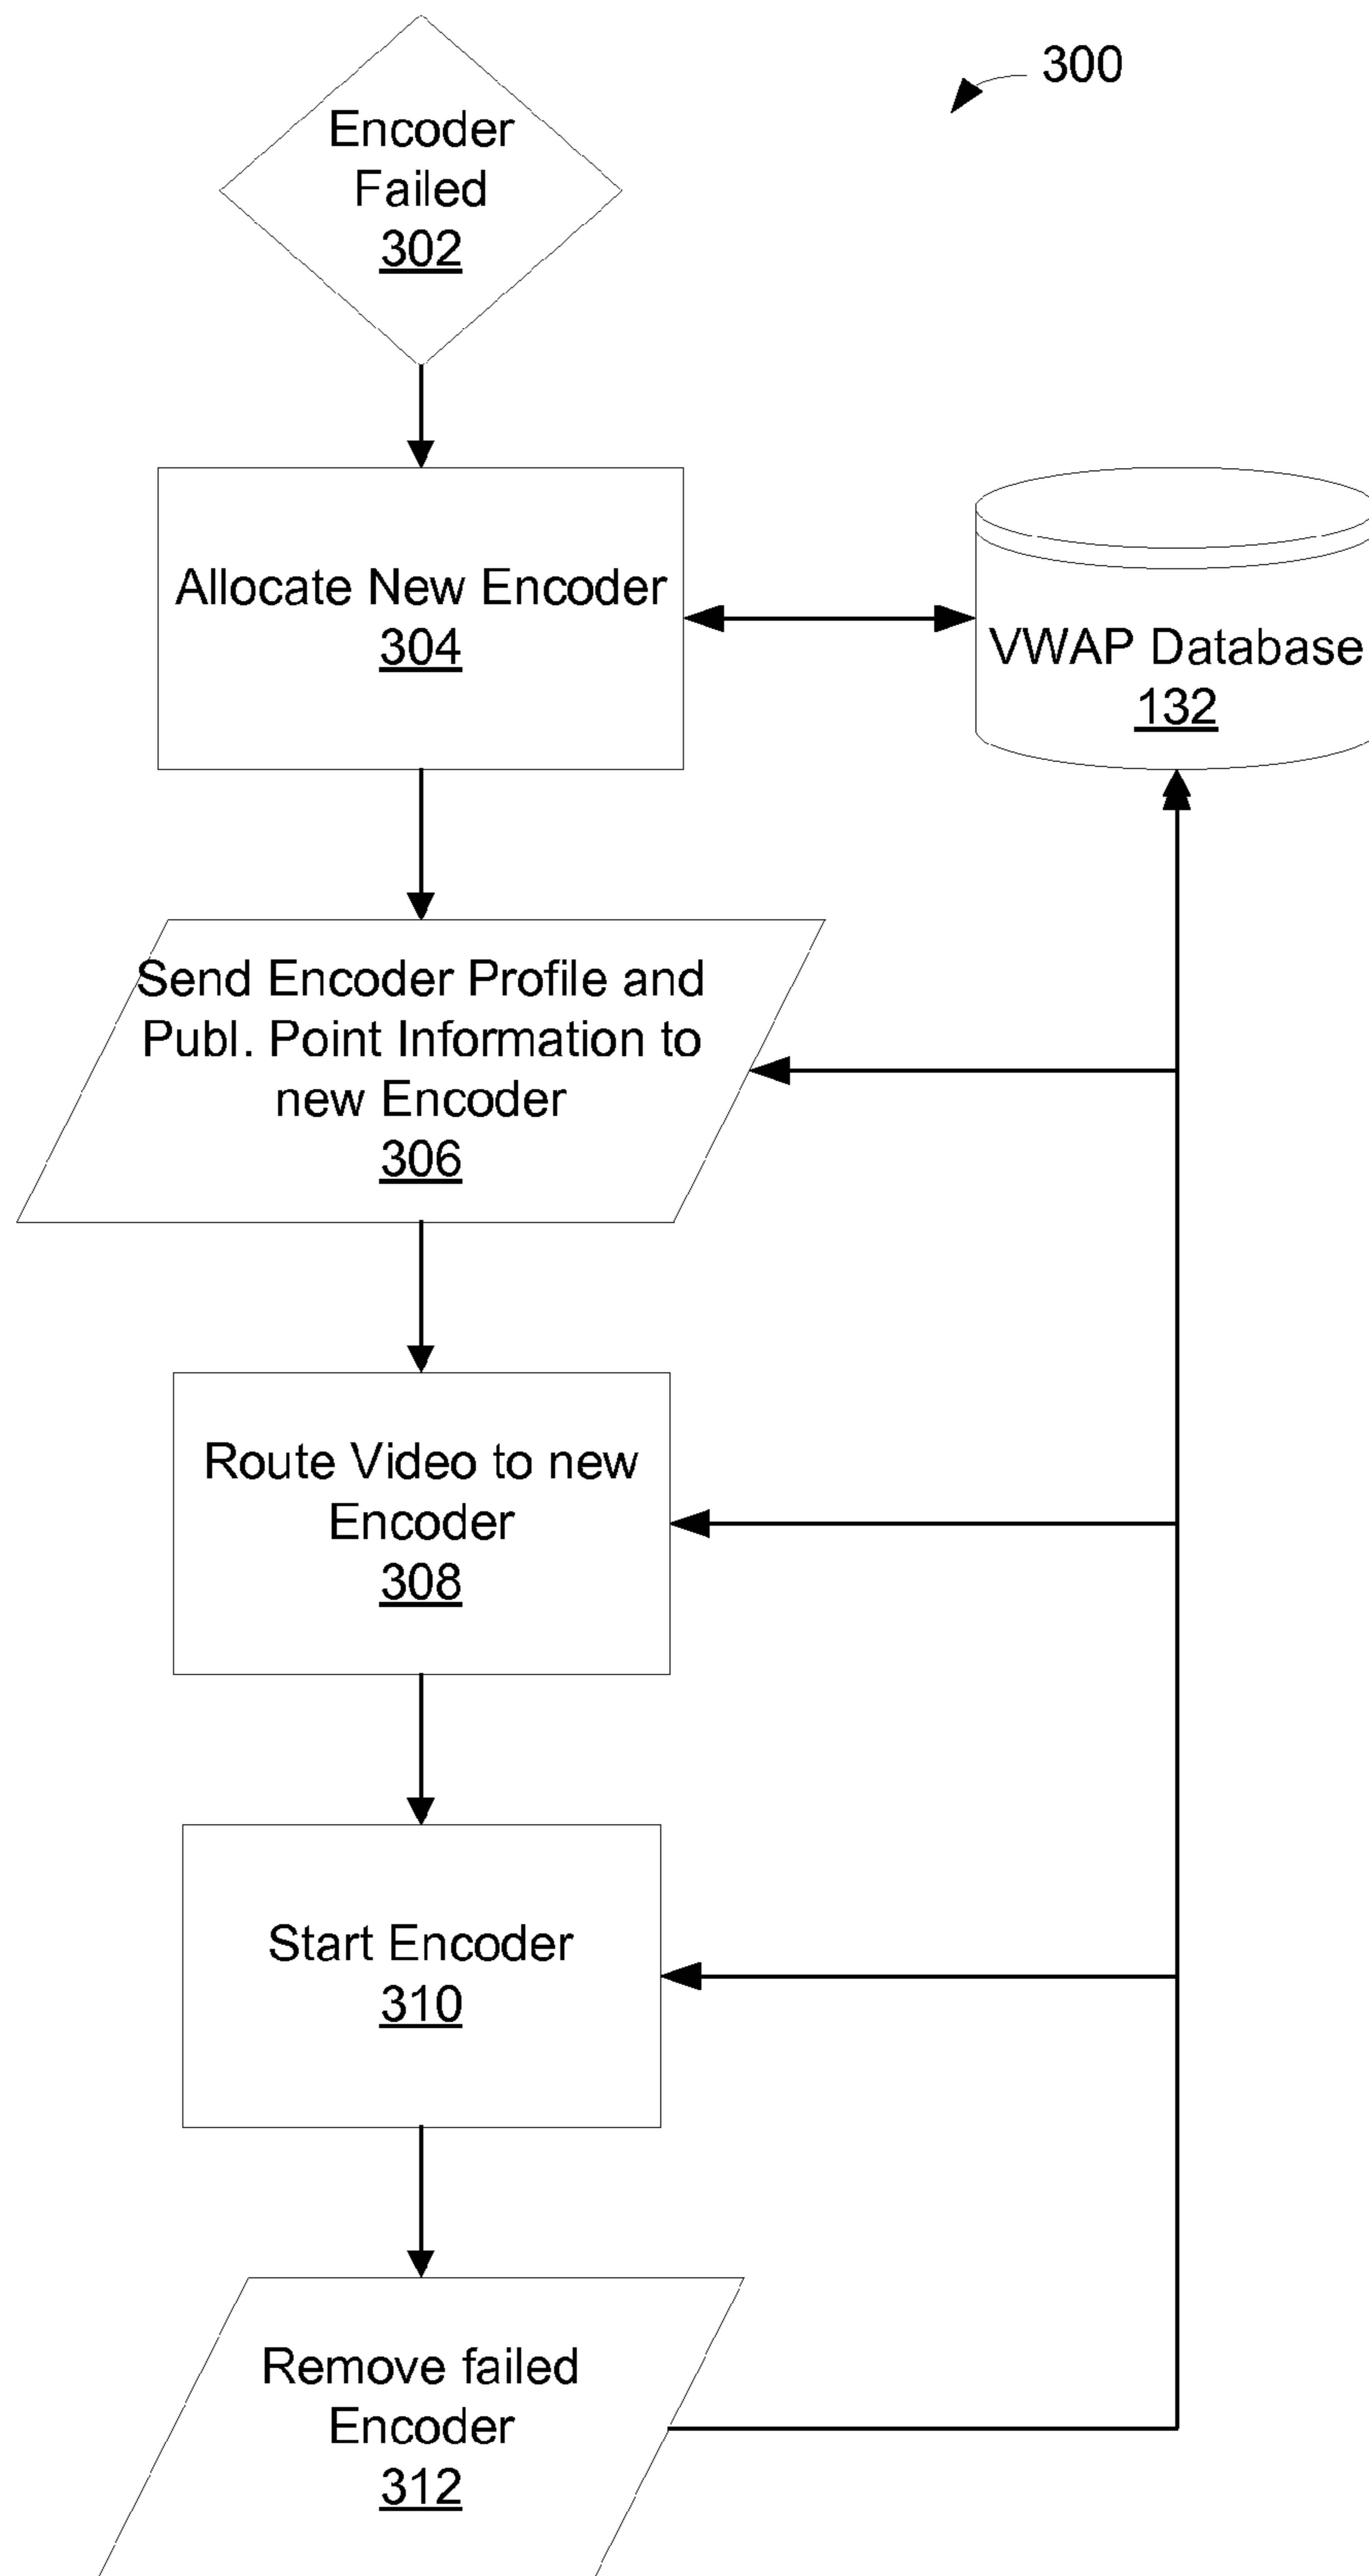 300
Encoder
Failed
302
Allocate New Encoder
304
VWAP Database
132
Send Encoder Profile and
Publ. Point Information to
new Encoder
306
Route Video to new
Encoder
308
Start Encoder
310
Remove failed
Encoder
312